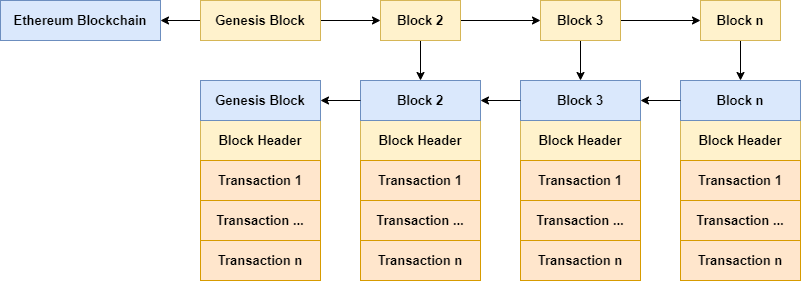 Ethereum Blockchain
Genesis Block
Block 2
Block 3
Block n
Genesis Block
Block 2
Block 3
Block n
Block Header
Block Header
Block Header
Block Header
Transaction 1
Transaction 1
Transaction 1
Transaction 1
Transaction ...
Transaction ...
Transaction ...
Transaction ...
Transaction n
Transaction n
Transaction n
Transaction n